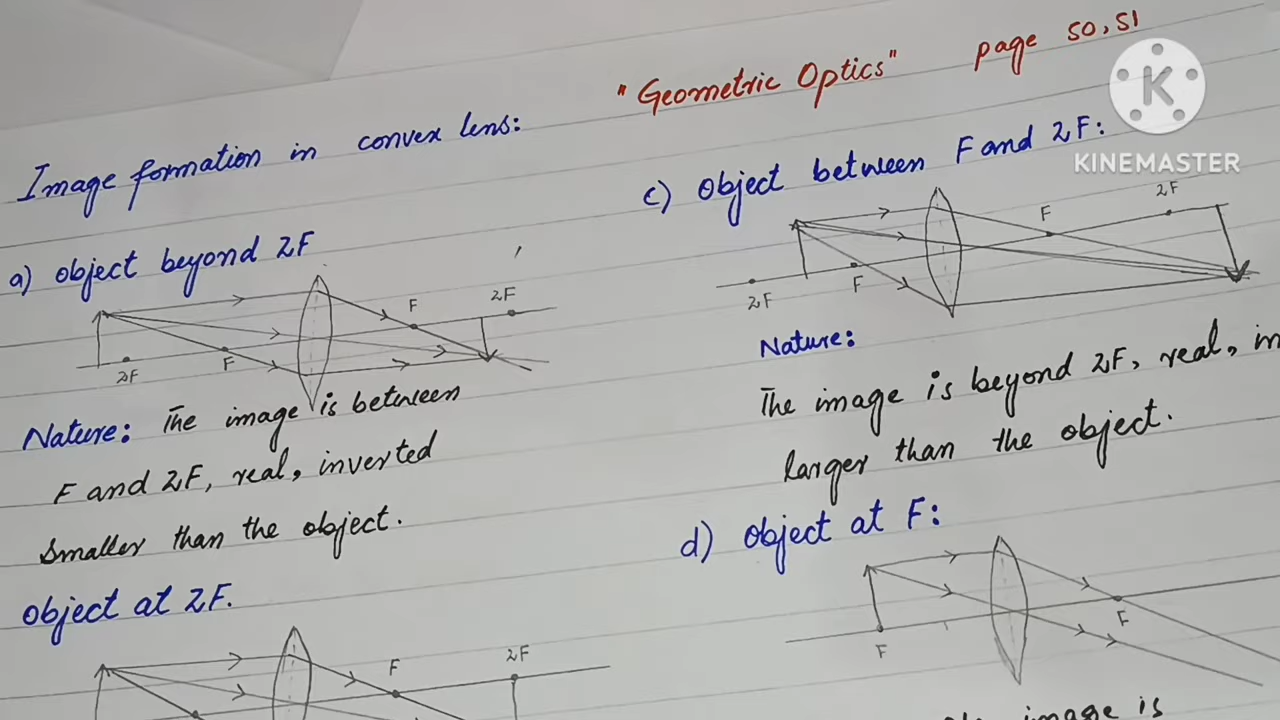 "Geometric Optics" page 50, 51
K
KINEMASTER
Image formation in convex lens:
a) object beyond 2F
F
2F
2F
F
Nature: The image is between
F and 2F, real, inverted
Smaller than the object.
object at 2F.
F
2F
c) object between F and 2F:
2F
F
F
2F
Nature:
The image is beyond 2F, real, in
larger than the object.
d) object at F:
F
F
image is